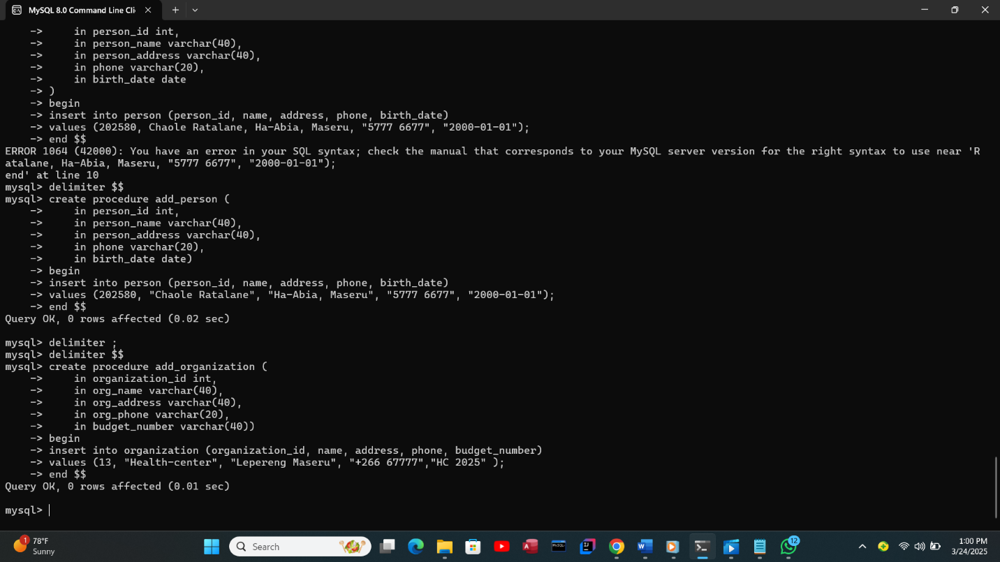 MySQL 8.0 Command Line Cli
-> in person_id int,
-> in person_name varchar(40),
-> in person_address varchar(40),
-> in phone varchar(20),
-> in birth_date date
-> )
-> begin
-> insert into person (person_id, name, address, phone, birth_date)
-> values (202580, Chaole Ratalane, Ha-Abia, Maseru, "5777 6677", "2000-01-01");
-> end $$
ERROR 1064 (42000): You have an error in your SQL syntax; check the manual that corresponds to your MySQL server version for the right syntax to use near 'R
atalane, Ha-Abia, Maseru, "5777 6677", "2000-01-01");
end' at line 10
mysql> delimiter $$
mysql> create procedure add_person (
-> in person_id int,
-> in person_name varchar(40),
-> in person_address varchar(40),
-> in phone varchar(20),
-> in birth_date date)
-> begin
-> insert into person (person_id, name, address, phone, birth_date)
-> values (202580, "Chaole Ratalane", "Ha-Abia, Maseru", "5777 6677", "2000-01-01");
-> end $$
Query OK, 0 rows affected (0.02 sec)
mysql> delimiter ;
mysql> delimiter $$
mysql> create procedure add_organization (
-> in organization_id int,
-> in org_name varchar(40),
-> in org_address varchar(40),
-> in org_phone varchar(20),
-> in budget_number varchar(40))
-> begin
-> insert into organization (organization_id, name, address, phone, budget_number)
-> values (13, "Health-center", "Lepereng Maseru", "+266 67777","HC 2025" );
-> end $$
Query OK, 0 rows affected (0.01 sec)
mysql>
1
78°F
Sunny
Search
12
1:00 PM
3/24/2025